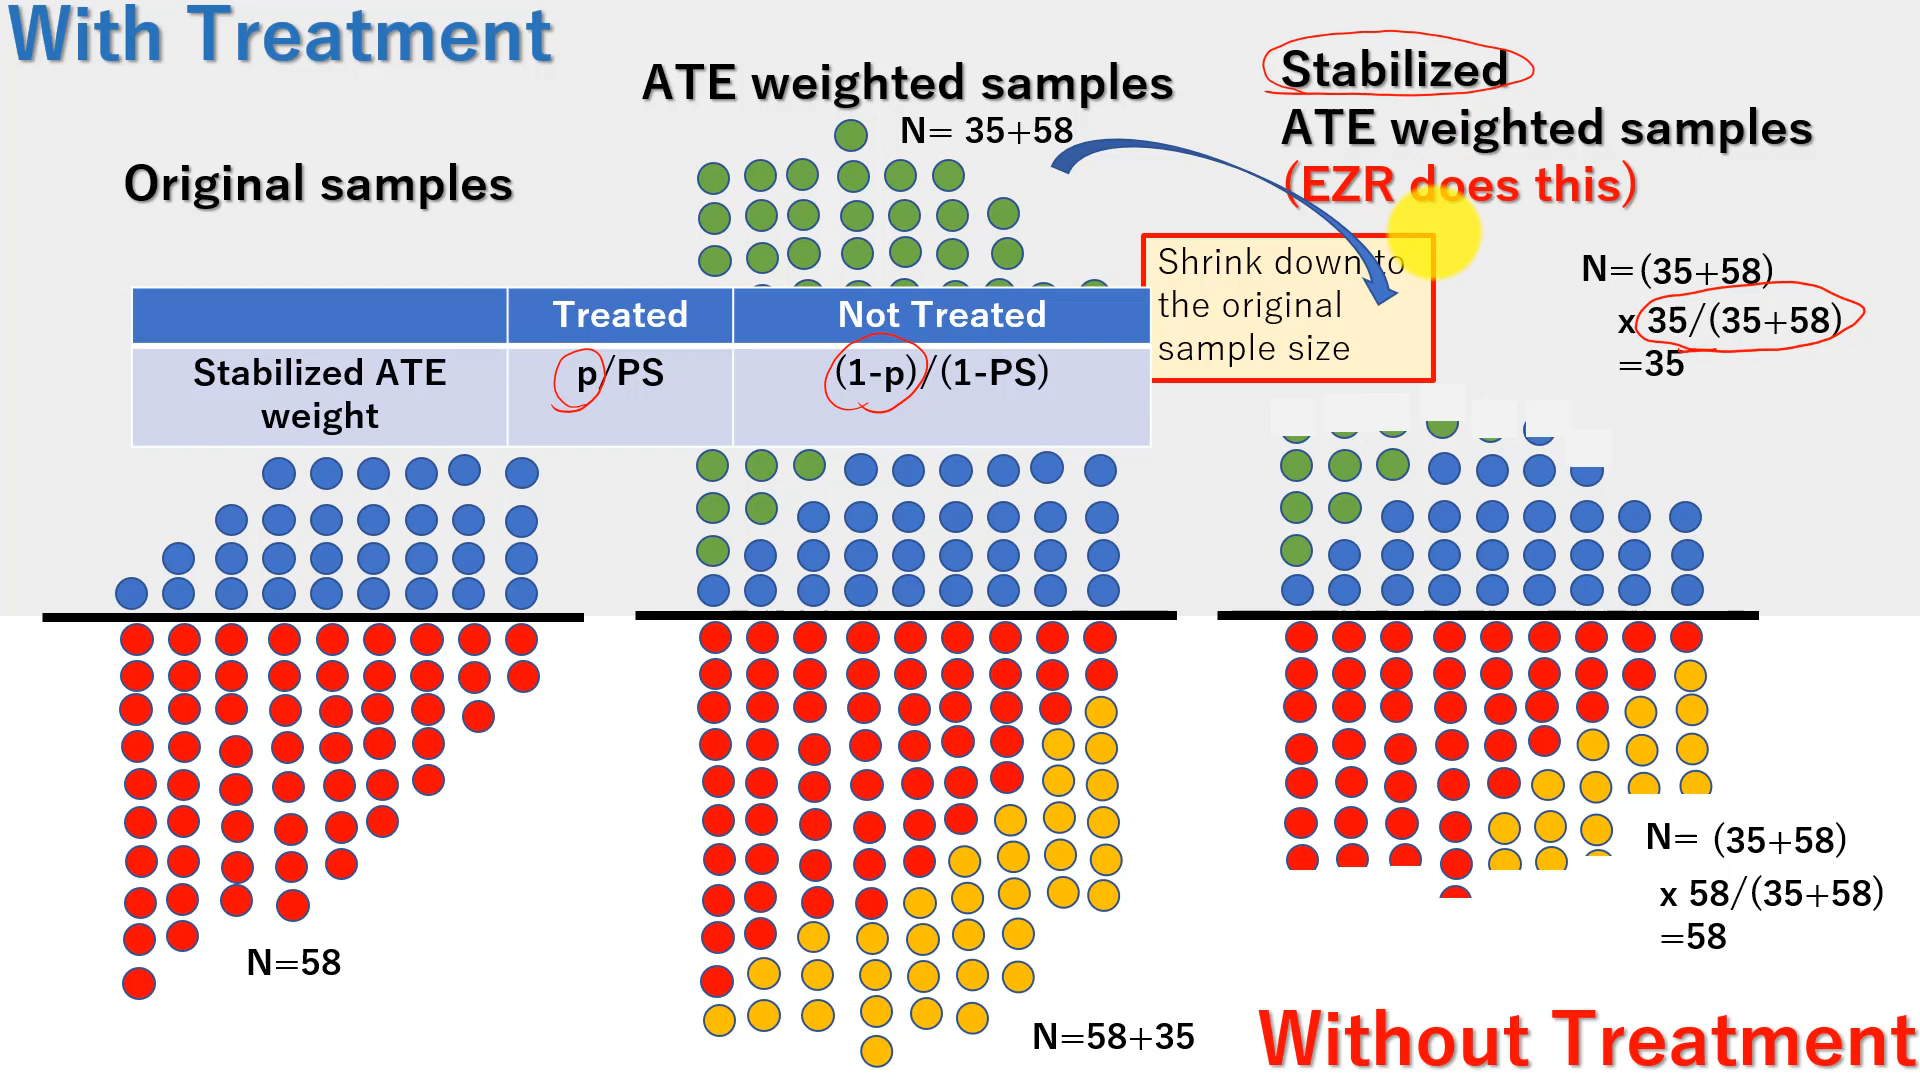 With Treatment
Original samples
ATE weighted samples
N= 35+58
Stabilized
ATE weighted samples
(EZR does this)
Shrink down to
the original
sample size
N=(35+58)
x 35/(35+58)
=35
Treated
Not Treated
Stabilized ATE
weight
p/PS
(1-p)/(1-PS)
N=58
N=58+35
N= (35+58)
x 58/(35+58)
=58
Without Treatment